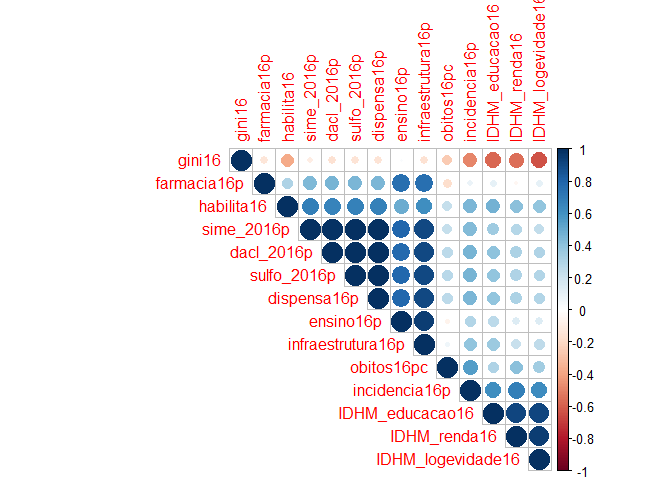 gini16
farmacia16p
habilita16
sime_2016p
dacl_2016p
sulfo_2016p
dispensa16p
ensino16p
infraestrutura16p
obitos16pc
incidencia16p
IDHM_educacao16
IDHM_renda16
IDHM_logevidade16
gini16
farmacia16p
habilita16
sime_2016p
dacl_2016p
sulfo_2016p
dispensa16p
ensino16p
infraestrutura16p
obitos16pc
incidencia16p
IDHM_educacao16
IDHM_renda16
IDHM_logevidade16
1
0.8
0.6
0.4
0.2
0
-0.2
-0.4
-0.6
-0.8
-1